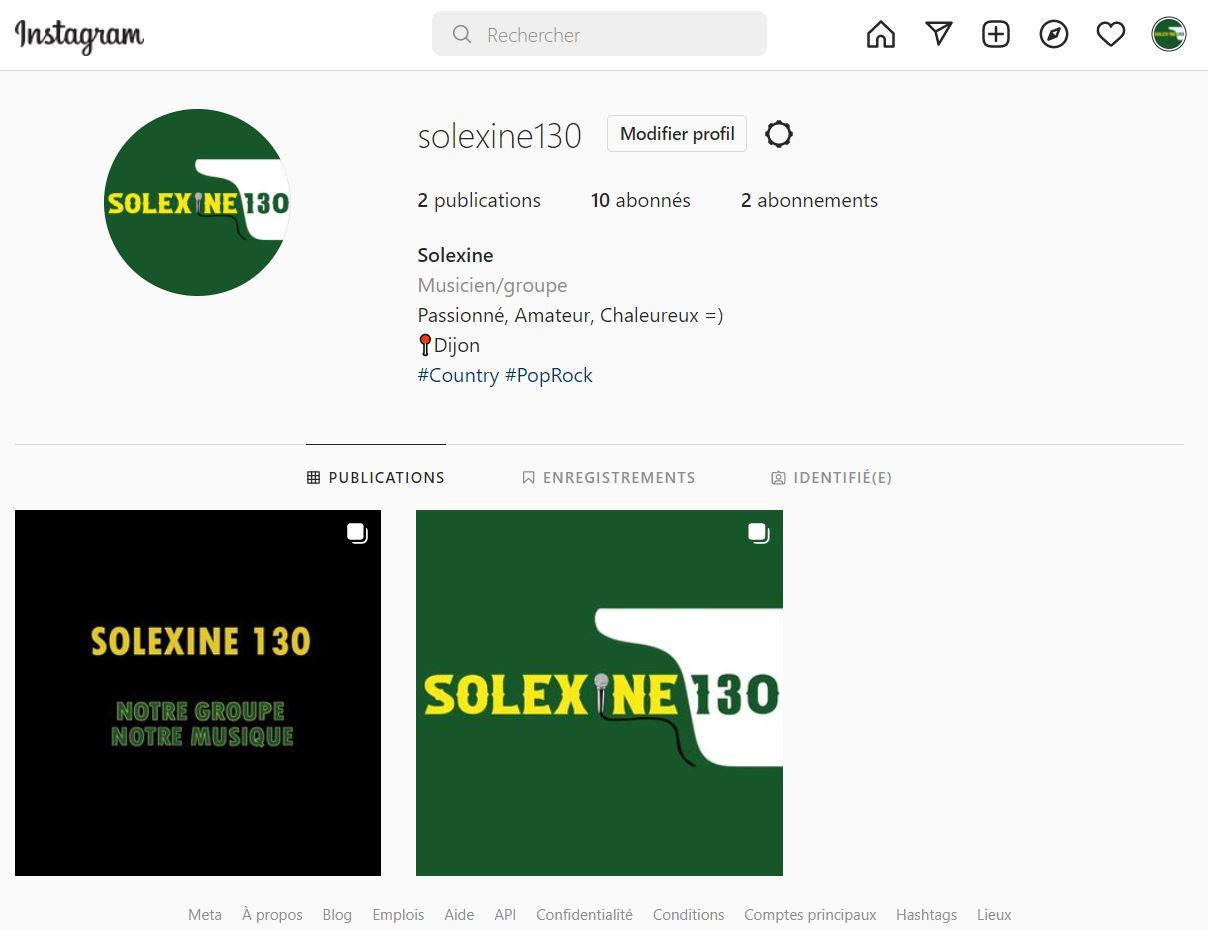 Instagram
Rechercher
SOLEXINE 130
solexine130
Modifier profil
SOLEXINE 130
2 publications 10 abonnés 2 abonnements
Solexine
Musicien/groupe
Passionné, Amateur, Chaleureux =)
Dijon
#Country #PopRock
PUBLICATIONS ENREGISTREMENTS IDENTIFIÉ(E)
SOLEXINE 130
NOTRE GROUPE
NOTRE MUSIQUE
SOLEXINE 130
Meta À propos Blog Emplois Aide API Confidentialité Conditions Comptes principaux Hashtags Lieux